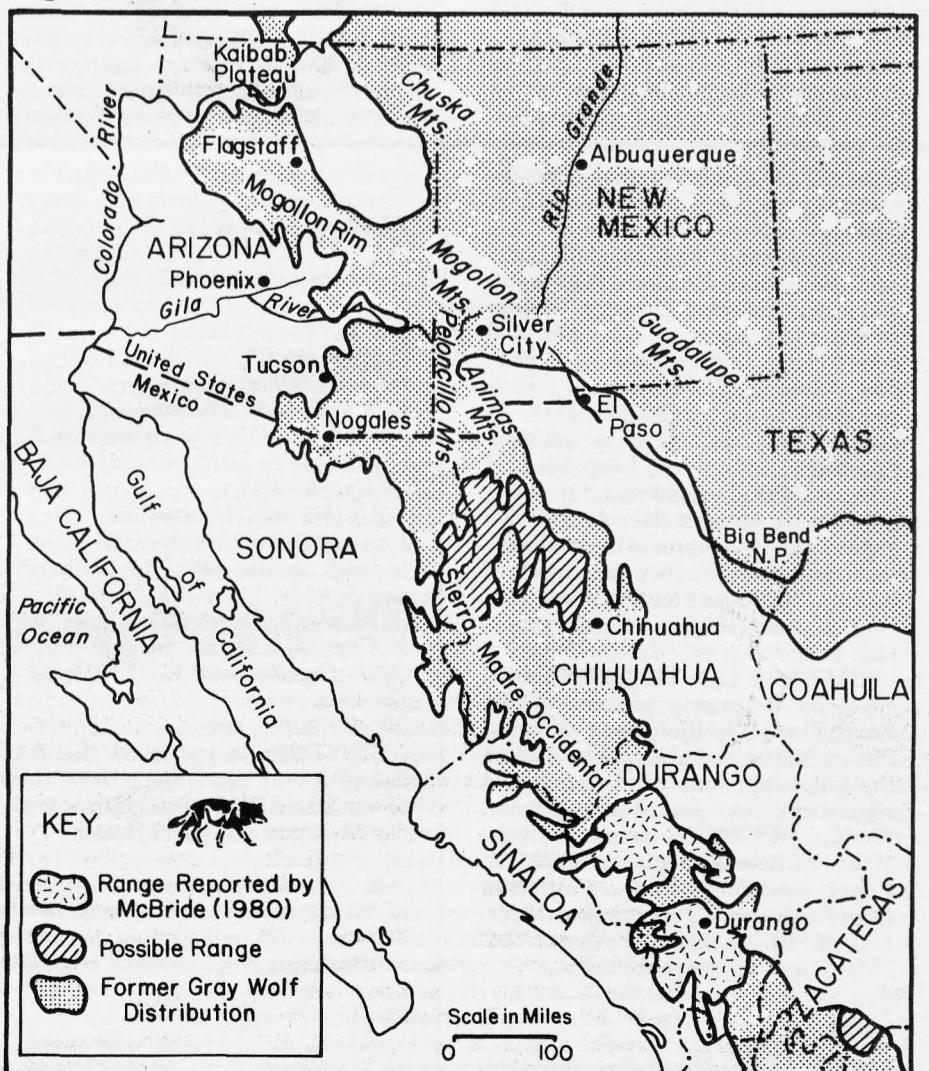 Kaibab
Plateau
Chuska
Mts.
Colorado River
Flagstaff
Rio Grande
Albuquerque
NEW
MEXICO
Mogollon Rim
ARIZONA
Phoenix
Gila River
Mogollon
Mts.
Silver
City
Guadalupe
Mts.
United States
Mexico
Tucson
Peloncillo Mts.
Animas
Mts.
Nogales
El
Paso
TEXAS
BAJA CALIFORNIA
Gulf of California
SONORA
Big Bend
N.P.
Pacific
Ocean
Sierra Madre Occidental
Chihuahua
CHIHUAHUA
COAHUILA
DURANGO
SINALOA
Durango
ZACATECAS
KEY
Range Reported by
McBride (1980)
Possible Range
Former Gray Wolf
Distribution
Scale in Miles
0 100